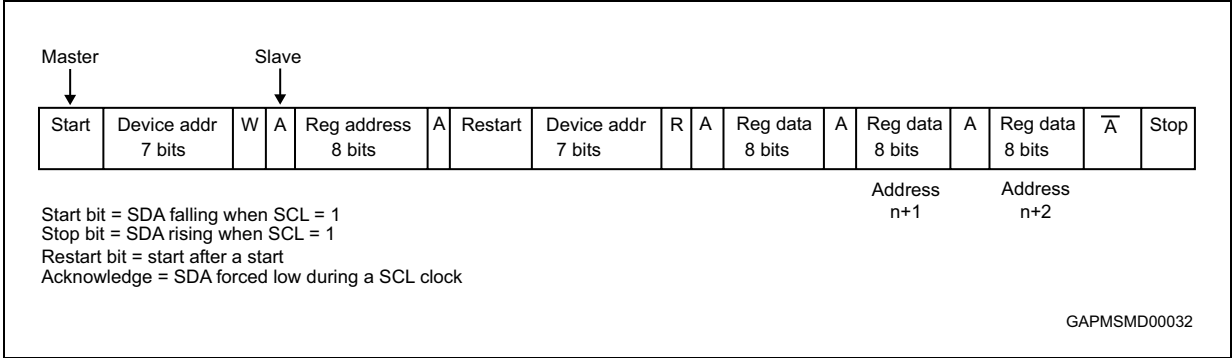 Master Slave
Start Device addr W A Reg address A Restart Device addr R A Reg data A Reg data A Reg data A Stop
7 bits 8 bits 7 bits 8 bits 8 bits 8 bits
Address Address
n+1 n+2
Start bit = SDA falling when SCL = 1
Stop bit = SDA rising when SCL = 1
Restart bit = start after a start
Acknowledge = SDA forced low during a SCL clock
GAPMSMD00032